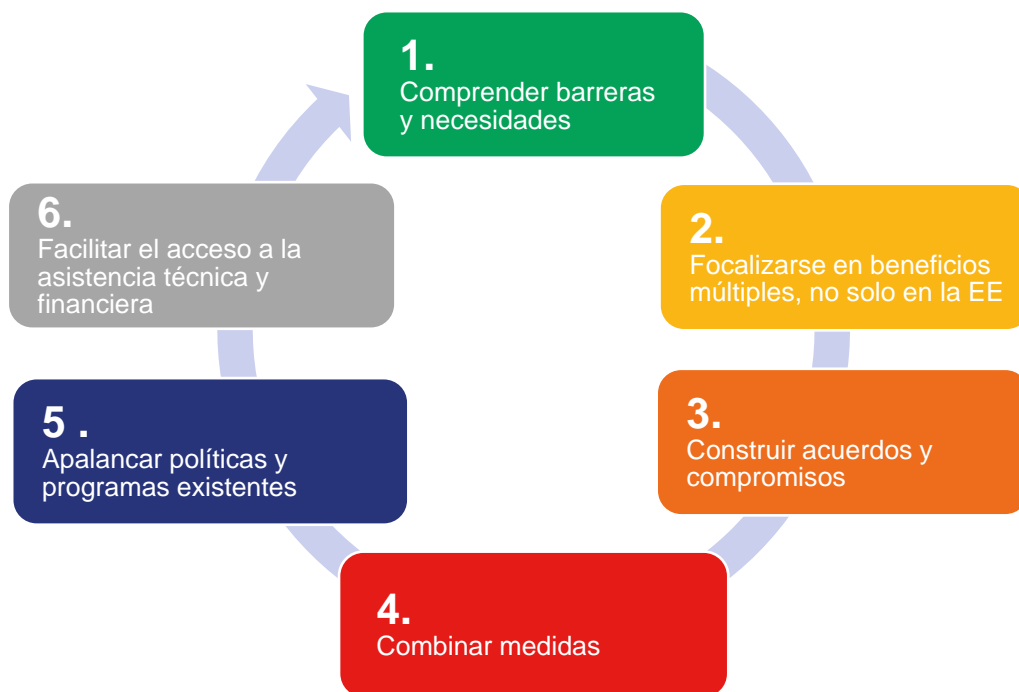 1.
Comprender barreras
y necesidades
2.
Focalizarse en beneficios
múltiples, no solo en la EE
3.
Construir acuerdos y
compromisos
4.
Combinar medidas
5 .
Apalancar políticas y
programas existentes
6.
Facilitar el acceso a la
asistencia técnica y
financiera